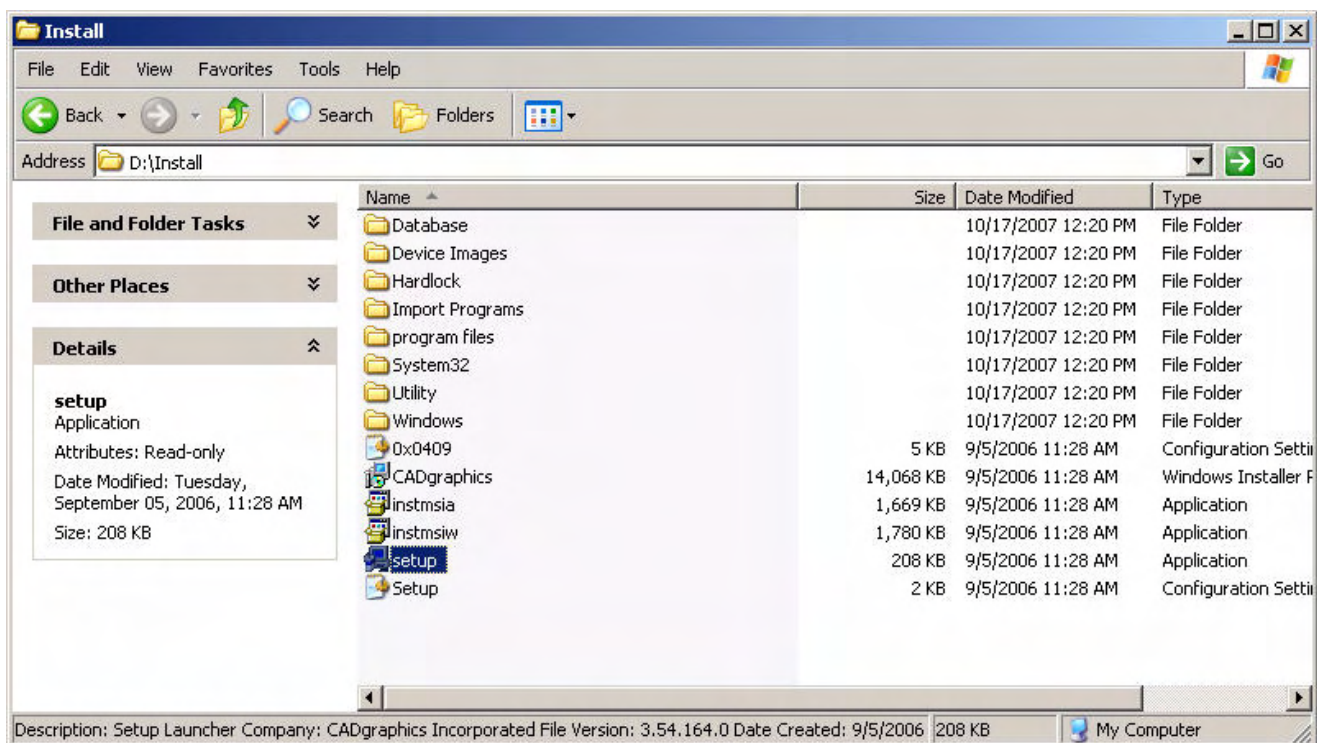 Install
File Edit View Favorites Tools Help
Back Search Folders
Address D:\Install Go
Name Size Date Modified Type
File and Folder Tasks
Other Places
Details
setup
Application
Attributes: Read-only
Date Modified: Tuesday,
September 05, 2006, 11:28 AM
Size: 208 KB
Database 10/17/2007 12:20 PM File Folder
Device Images 10/17/2007 12:20 PM File Folder
Hardlock 10/17/2007 12:20 PM File Folder
Import Programs 10/17/2007 12:20 PM File Folder
program files 10/17/2007 12:20 PM File Folder
System32 10/17/2007 12:20 PM File Folder
Utility 10/17/2007 12:20 PM File Folder
Windows 10/17/2007 12:20 PM File Folder
0x0409 5 KB 9/5/2006 11:28 AM Configuration Setti
CADgraphics 14,068 KB 9/5/2006 11:28 AM Windows Installer P
instmsia 1,669 KB 9/5/2006 11:28 AM Application
instmsiw 1,780 KB 9/5/2006 11:28 AM Application
setup 208 KB 9/5/2006 11:28 AM Application
Setup 2 KB 9/5/2006 11:28 AM Configuration Setti
Description: Setup Launcher Company: CADgraphics Incorporated File Version: 3.54.164.0 Date Created: 9/5/2006 208 KB My Computer